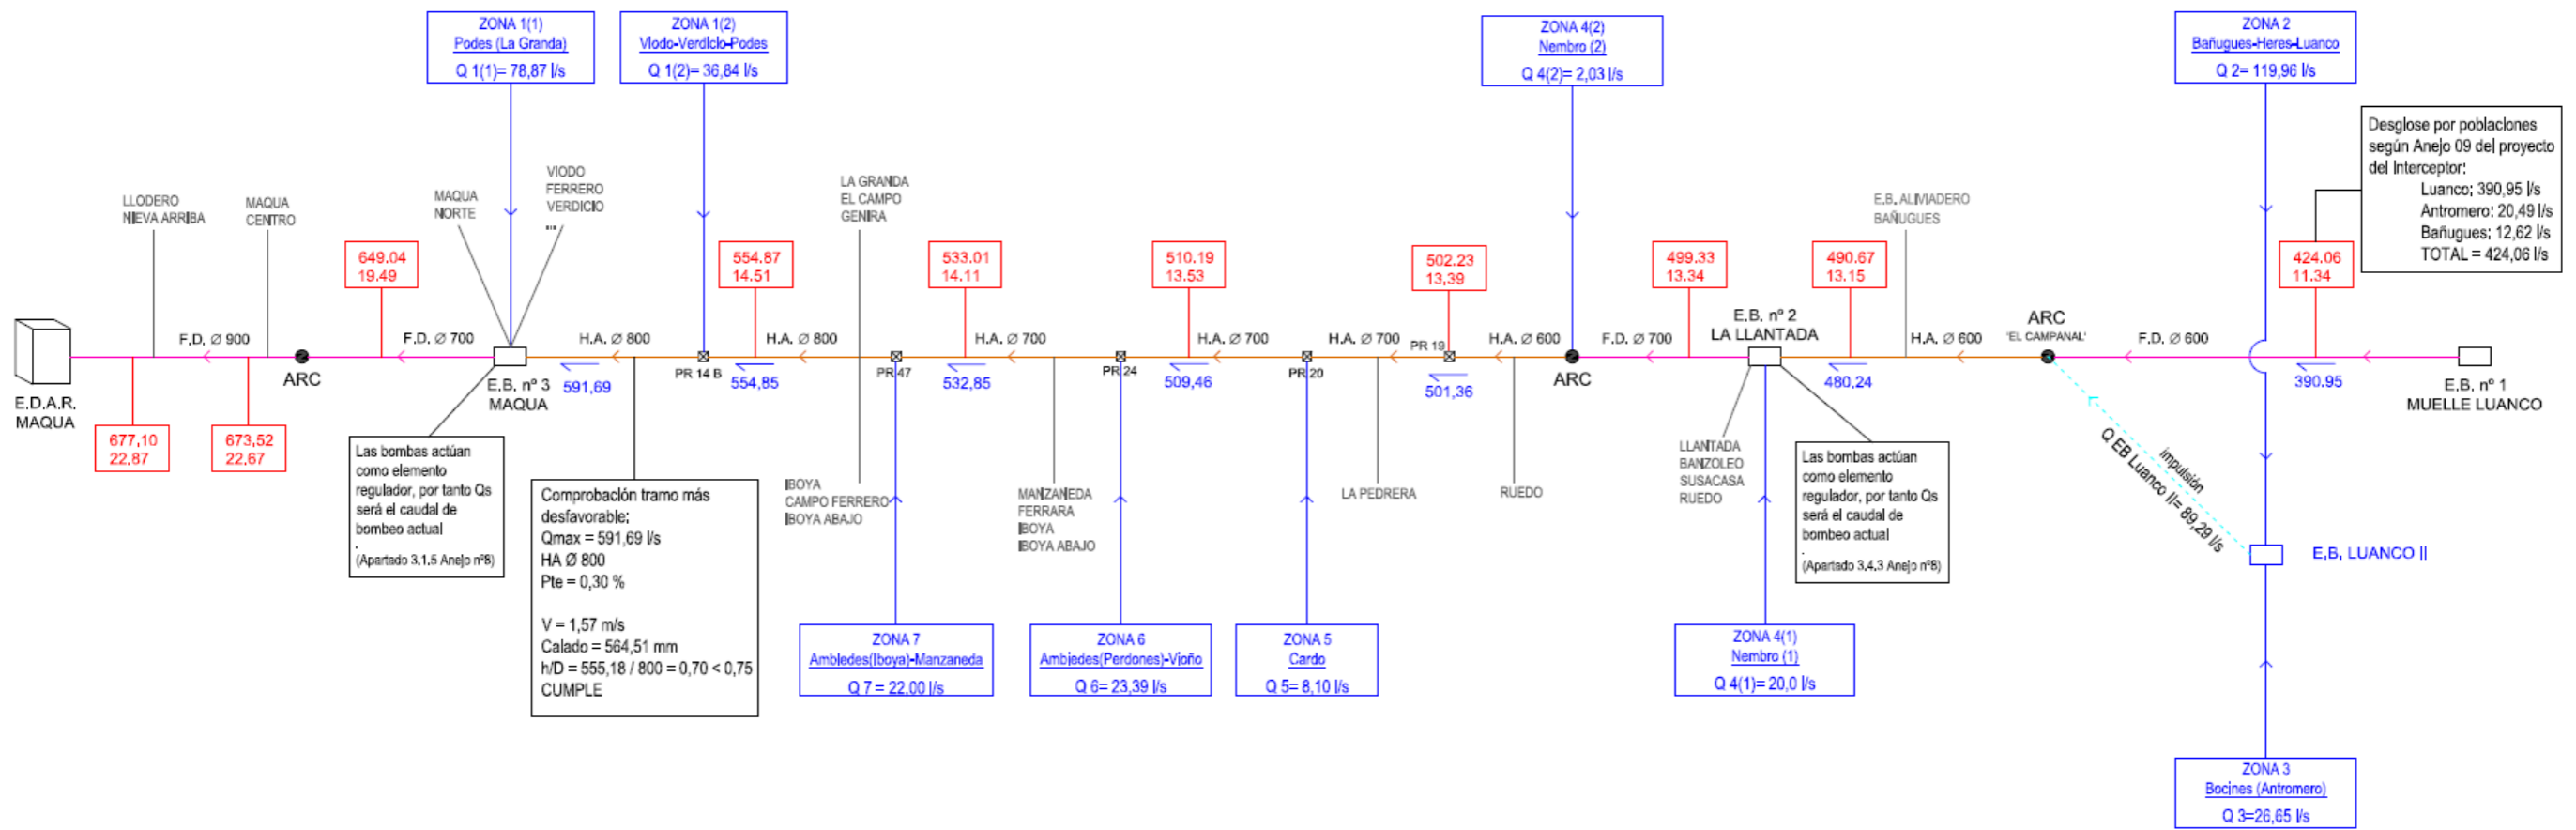 ZONA 1(1)
Podes (La Granda)
Q 1(1)= 78,87 l/s
ZONA 1(2)
Viodo-Verdicio-Podes
Q 1(2)= 36,84 l/s
ZONA 4(2)
Nembro (2)
Q 4(2)= 2,03 l/s
ZONA 2
Bañugues-Heres-Luanco
Q 2= 119,96 l/s
Desglose por poblaciones
según Anejo 09 del proyecto
del Interceptor:
Luanco; 390,95 l/s
Antromero: 20,49 l/s
Bañugues; 12,62 l/s
TOTAL = 424,06 l/s
LLODERO
NIEVA ARRIBA
MAQUA
CENTRO
MAQUA
NORTE
VIODO
FERRERO
VERDICIO
...
LA GRANDA
EL CAMPO
GENIRA
E.B. ALIVIADERO
BAÑUGUES
649.04
19.49
554.87
14.51
533.01
14.11
510.19
13.53
502.23
13,39
499.33
13.34
490.67
13.15
424.06
11.34
F.D. Ø 900
F.D. Ø 700
H.A. Ø 800
H.A. Ø 800
H.A. Ø 700
H.A. Ø 700
H.A. Ø 700
PR 19
H.A. Ø 600
F.D. Ø 700
E.B. nº 2
LA LLANTADA
H.A. Ø 600
ARC
'EL CAMPANAL'
F.D. Ø 600
E.D.A.R.
MAQUA
ARC
E.B. nº 3
MAQUA
591,69
PR 14 B
554,85
PR 47
532,85
PR 24
509,46
PR 20
501,36
ARC
480,24
390.95
E.B. nº 1
MUELLE LUANCO
677,10
22,87
673,52
22,67
Las bombas actúan
como elemento
regulador, por tanto Qs
será el caudal de
bombeo actual
.
(Apartado 3,1,5 Anejo nº8)
Comprobación tramo más
desfavorable;
Qmax = 591,69 l/s
HA Ø 800
Pte = 0,30 %
V = 1,57 m/s
Calado = 564,51 mm
h/D = 555,18 / 800 = 0,70 < 0,75
CUMPLE
IBOYA
CAMPO FERRERO
IBOYA ABAJO
MANZANEDA
FERRARA
IBOYA
IBOYA ABAJO
LA PEDRERA
RUEDO
LLANTADA
BANZOLEO
SUSACASA
RUEDO
Las bombas actúan
como elemento
regulador, por tanto Qs
será el caudal de
bombeo actual
.
(Apartado 3,4,3 Anejo nº8)
impulsión
Q EB Luanco II= 89,29 l/s
E,B, LUANCO II
ZONA 7
Ambiedes(Iboya)-Manzaneda
Q 7 = 22,00 l/s
ZONA 6
Ambiedes(Perdones)-Vioño
Q 6= 23,39 l/s
ZONA 5
Cardo
Q 5= 8,10 l/s
ZONA 4(1)
Nembro (1)
Q 4(1)= 20,0 l/s
ZONA 3
Bocines (Antromero)
Q 3=26,65 l/s